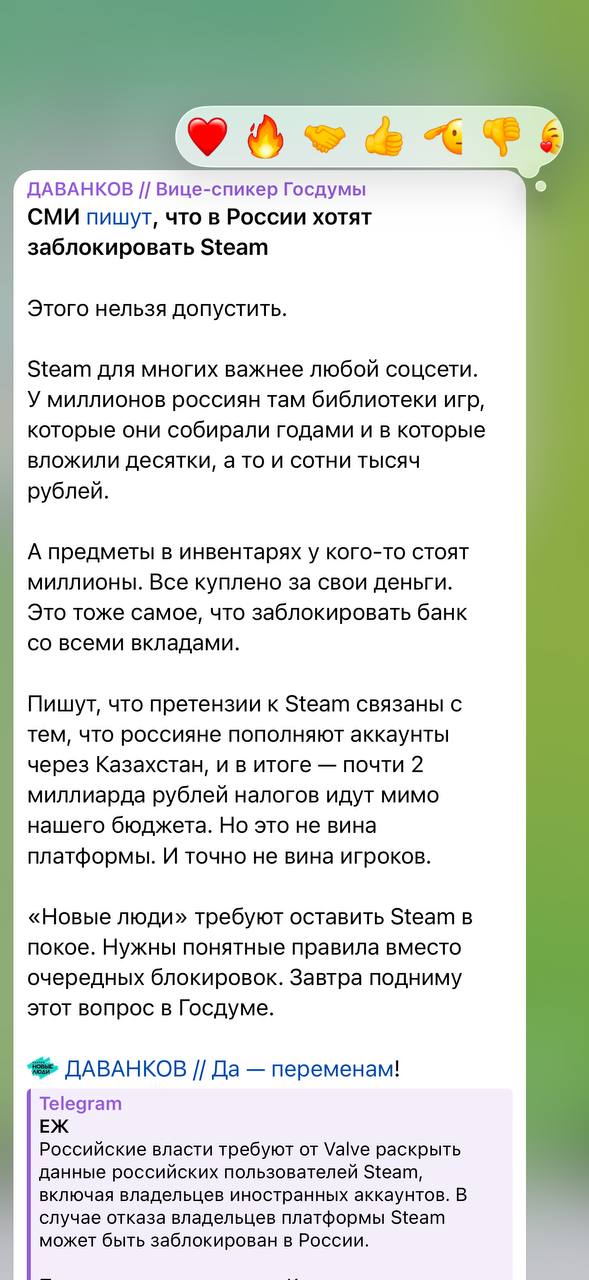 ДАВАНКОВ // Вице-спикер Госдумы
СМИ пишут, что в России хотят
заблокировать Steam
Этого нельзя допустить.
Steam для многих важнее любой соцсети.
У миллионов россиян там библиотеки игр,
которые они собирали годами и в которые
вложили десятки, а то и сотни тысяч
рублей.
А предметы в инвентарях у кого-то стоят
миллионы. Все куплено за свои деньги.
Это тоже самое, что заблокировать банк
со всеми вкладами.
Пишут, что претензии к Steam связаны с
тем, что россияне пополняют аккаунты
через Казахстан, и в итоге — почти 2
миллиарда рублей налогов идут мимо
нашего бюджета. Но это не вина
платформы. И точно не вина игроков.
«Новые люди» требуют оставить Steam в
покое. Нужны понятные правила вместо
очередных блокировок. Завтра подниму
этот вопрос в Госдуме.
НОВЫЕ ЛЮДИ ДАВАНКОВ // Да — переменам!
Telegram
ЕЖ
Российские власти требуют от Valve раскрыть
данные российских пользователей Steam,
включая владельцев иностранных аккаунтов. В
случае отказа владельцев платформы Steam
может быть заблокирован в России.